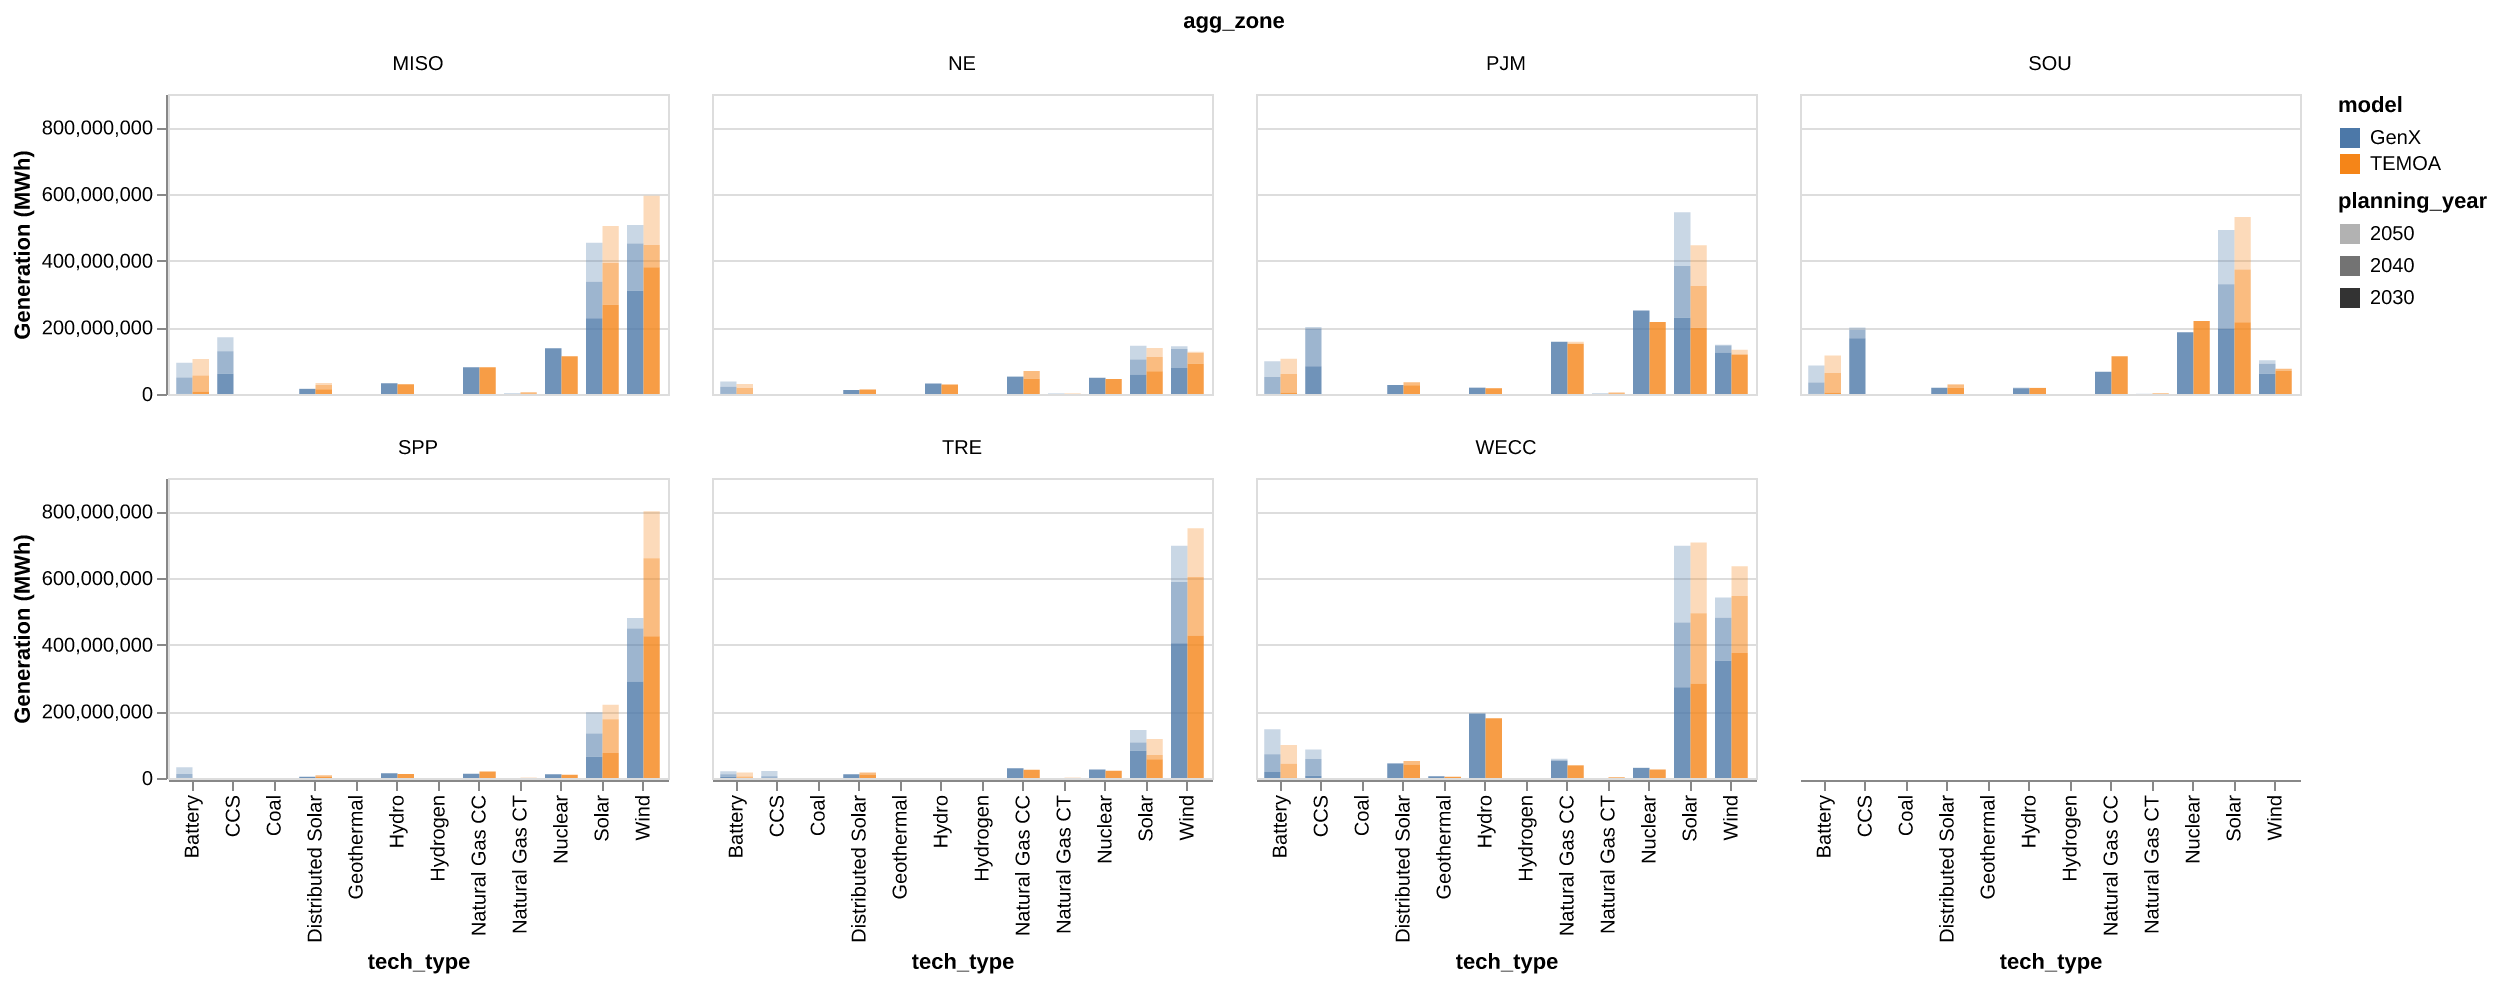 agg_zone
MISO
NE
PJM
SOU
model
GenX
TEMOA
planning_year
2050
2040
2030
Generation (MWh)
800,000,000
600,000,000
400,000,000
200,000,000
0
SPP
TRE
WECC
Generation (MWh)
800,000,000
600,000,000
400,000,000
200,000,000
0
Battery
CCS
Coal
Distributed Solar
Geothermal
Hydro
Hydrogen
Natural Gas CC
Natural Gas CT
Nuclear
Solar
Wind
Battery
CCS
Coal
Distributed Solar
Geothermal
Hydro
Hydrogen
Natural Gas CC
Natural Gas CT
Nuclear
Solar
Wind
Battery
CCS
Coal
Distributed Solar
Geothermal
Hydro
Hydrogen
Natural Gas CC
Natural Gas CT
Nuclear
Solar
Wind
Battery
CCS
Coal
Distributed Solar
Geothermal
Hydro
Hydrogen
Natural Gas CC
Natural Gas CT
Nuclear
Solar
Wind
tech_type
tech_type
tech_type
tech_type